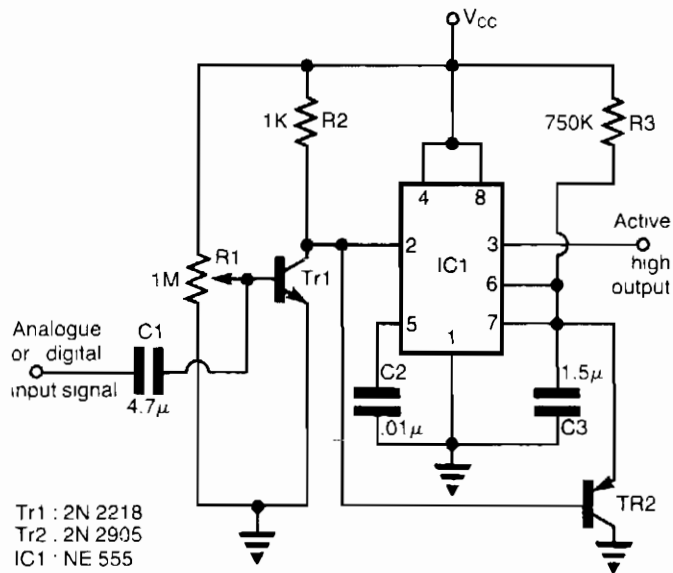 VCC
1K
R2
750K
R3
4
8
2
3
Active
high
output
R1
1M
Tr1
IC1
6
Analogue
or digital
input signal
C1
4.7µ
5
1
7
C2
.01µ
1.5µ
C3
TR2
Tr1 : 2N 2218
Tr2 . 2N 2905
IC1 : NE 555